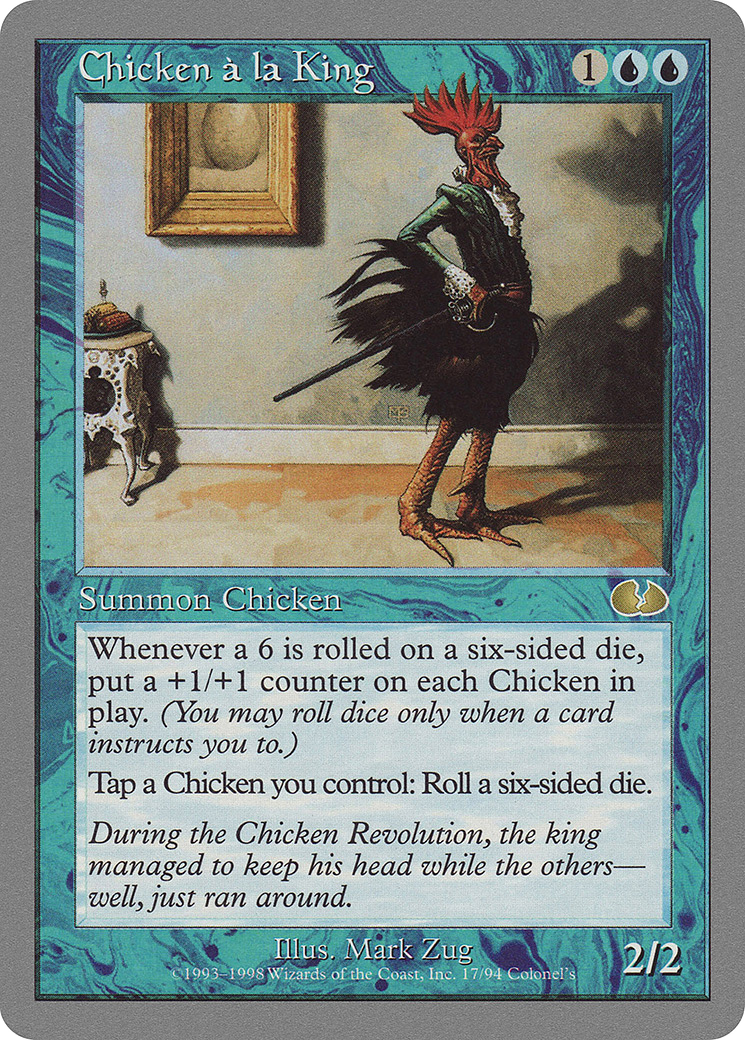 Chicken à la King 1
Summon Chicken
Whenever a 6 is rolled on a six-sided die,
put a +1/+1 counter on each Chicken in
play. (You may roll dice only when a card
instructs you to.)
Tap a Chicken you control: Roll a six-sided die.
During the Chicken Revolution, the king
managed to keep his head while the others—
well, just ran around.
Illus. Mark Zug
©1993–1998 Wizards of the Coast, Inc. 17/94 Colonel's
2/2